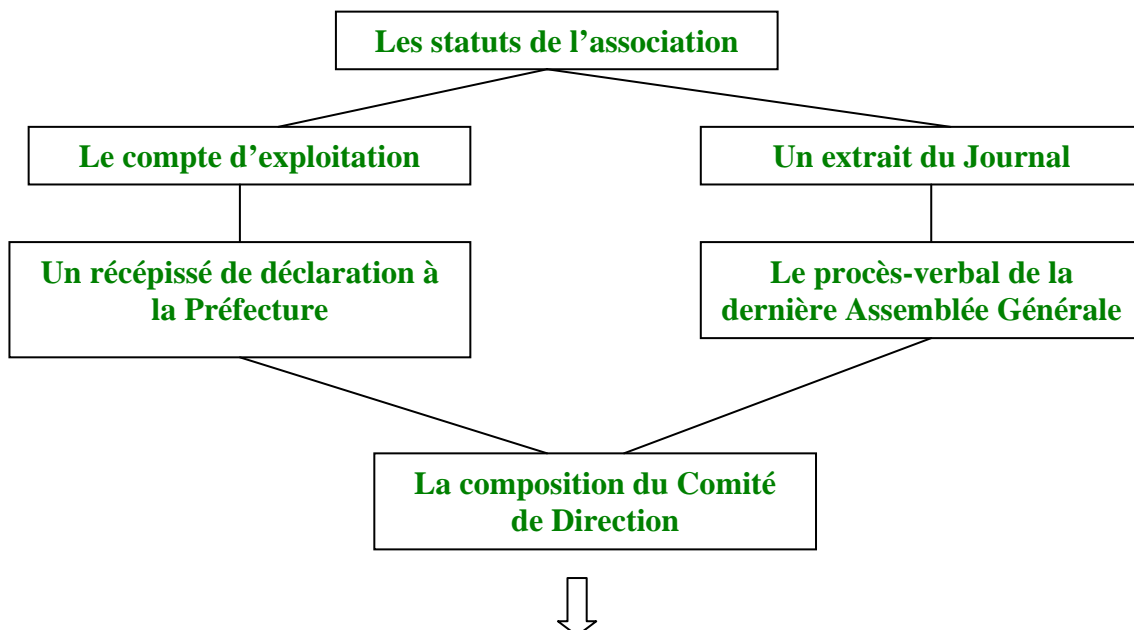 Les statuts de l’association
Le compte d’exploitation
Un extrait du Journal
Un récépissé de déclaration à
la Préfecture
Le procès-verbal de la
dernière Assemblée Générale
La composition du Comité
de Direction